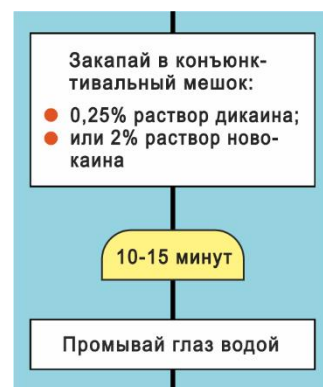 Закапай в конъюнк-
тивальный мешок:
● 0,25% раствор дикаина;
● или 2% раствор ново-
каина
10-15 минут
Промывай глаз водой